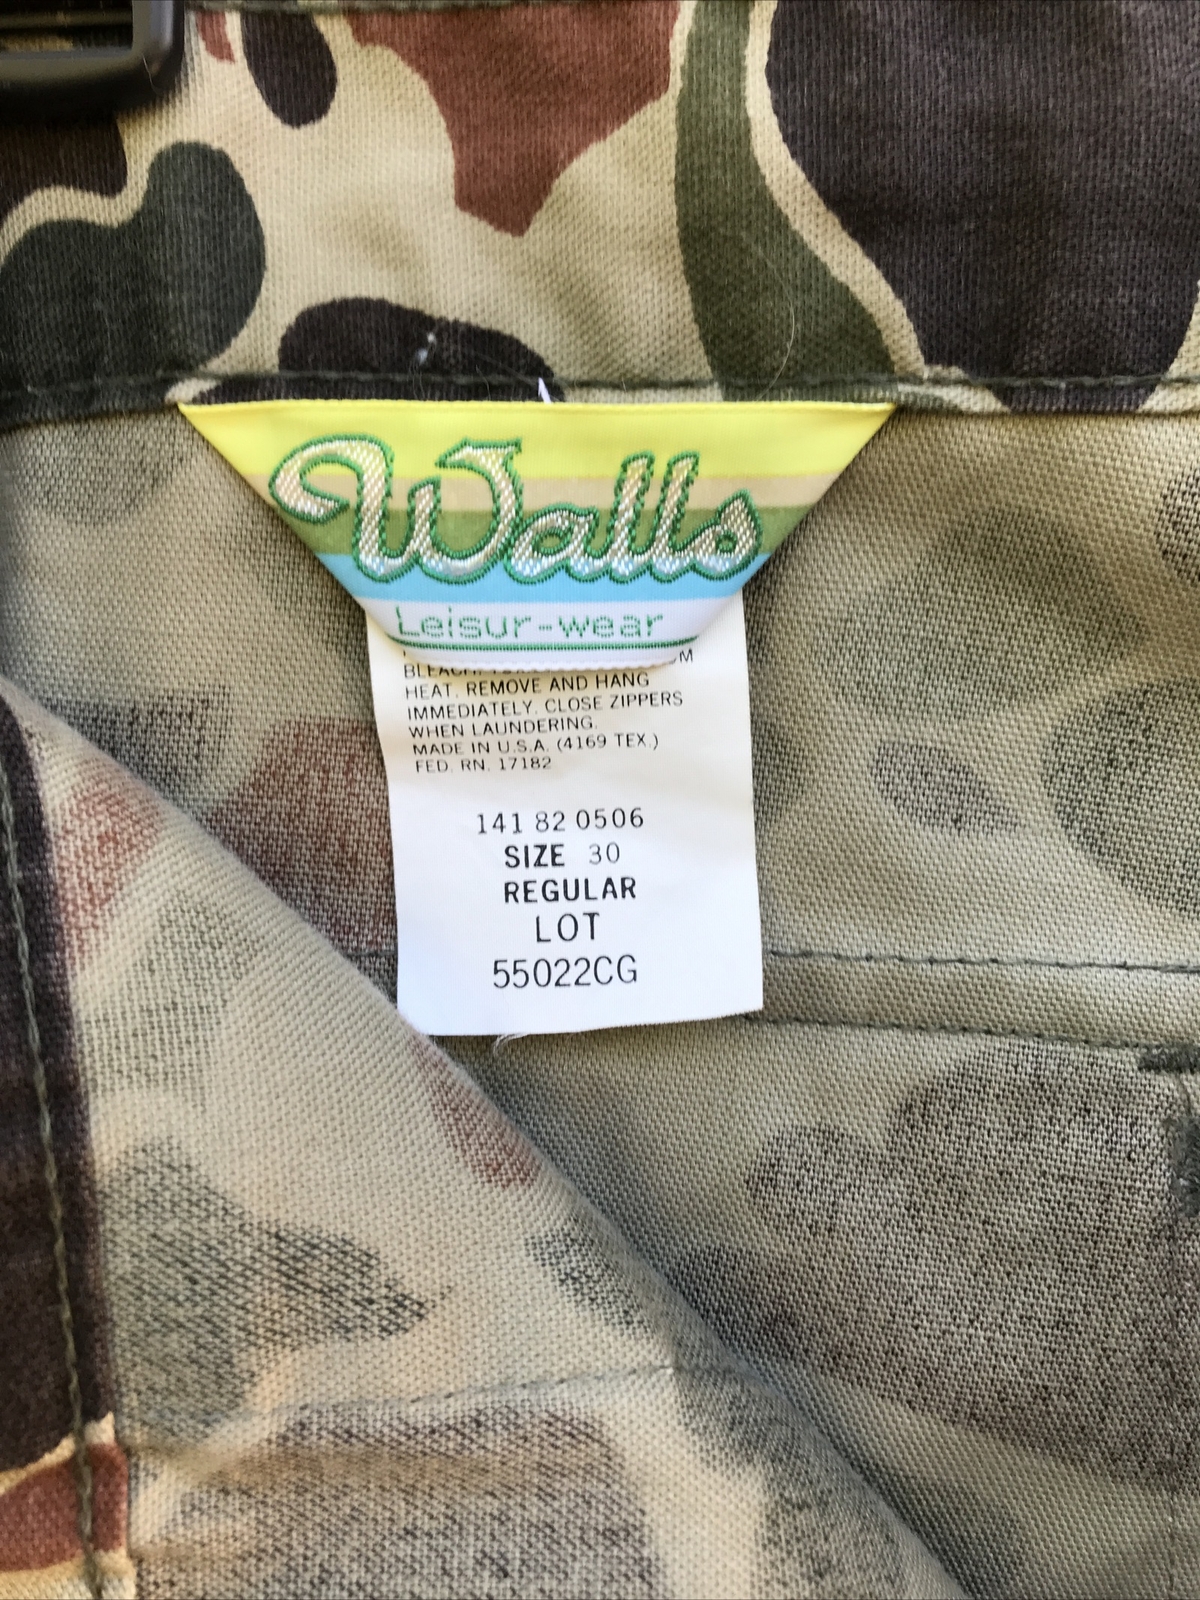 Walls
Leisur-wear
HEAT. REMOVE AND HANG
IMMEDIATELY. CLOSE ZIPPERS
WHEN LAUNDERING.
MADE IN U.S.A. (4169 TEX.)
FED. RN. 17182
141 82 0506
SIZE 30
REGULAR
LOT
55022CG